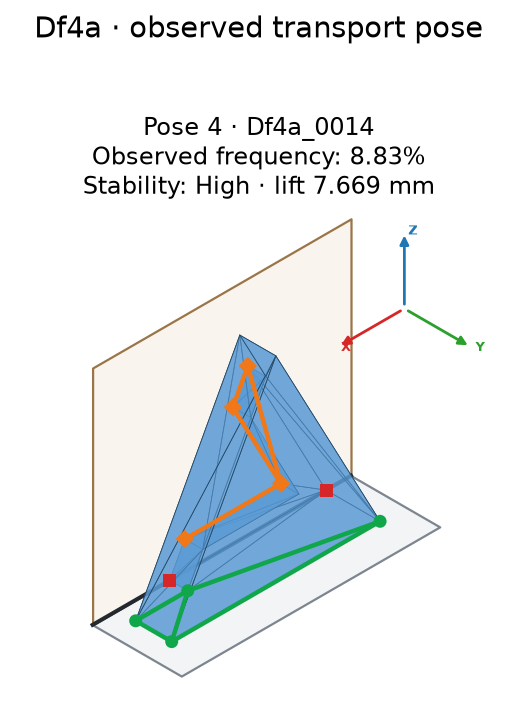 Df4a · observed transport pose
Pose 4 · Df4a_0014
Observed frequency: 8.83%
Stability: High · lift 7.669 mm
Z
X
Y